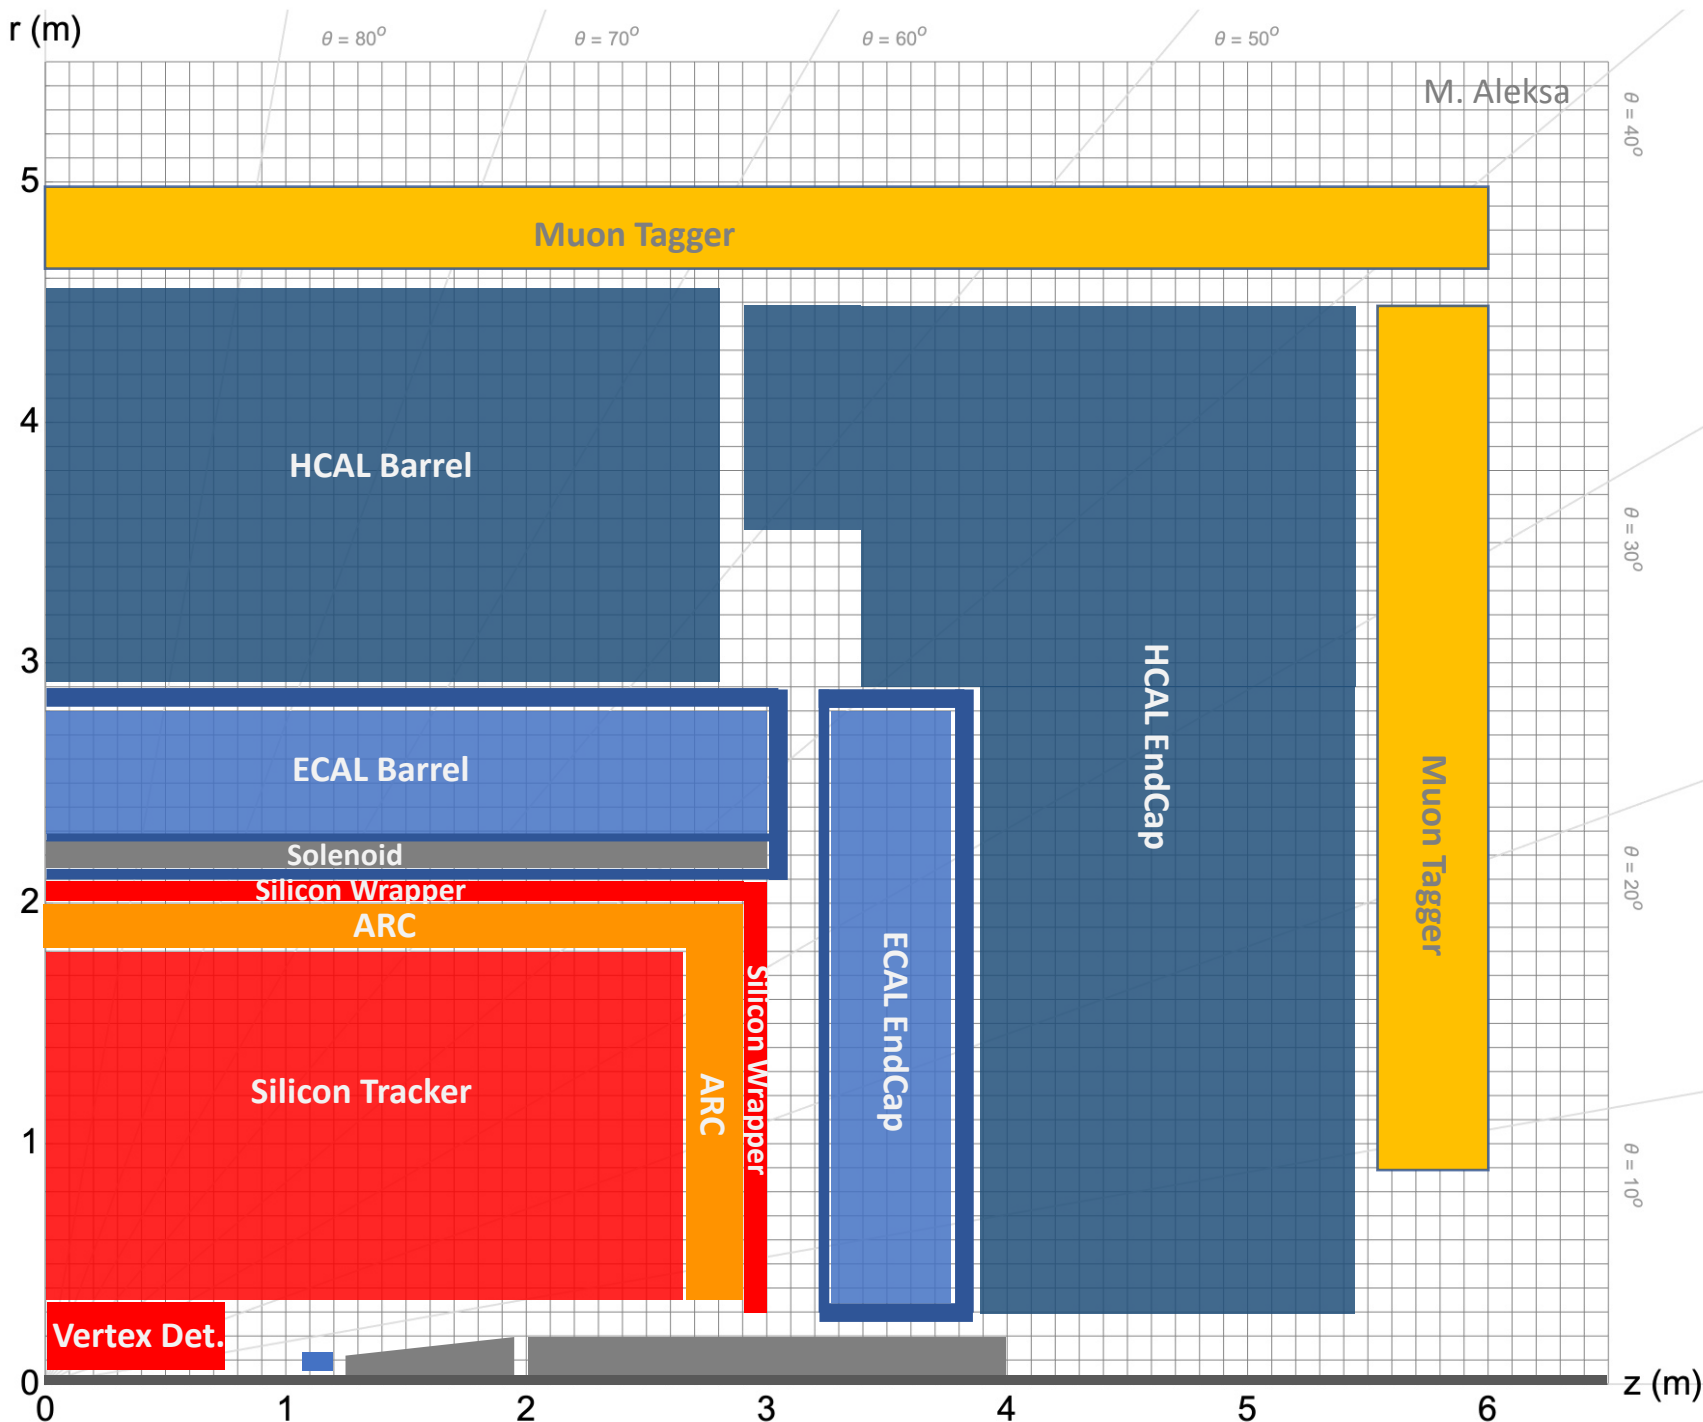 r (m)
θ = 80°
θ = 70°
θ = 60°
θ = 50°
M. Aleksa
θ = 40°
5
Muon Tagger
4
HCAL Barrel
θ = 30°
3
HCAL EndCap
ECAL Barrel
Muon Tagger
Solenoid
θ = 20°
Silicon Wrapper
2
ARC
ECAL EndCap
Silicon Wrapper
Silicon Tracker
ARC
1
θ = 10°
Vertex Det.
0
z (m)
0 1 2 3 4 5 6